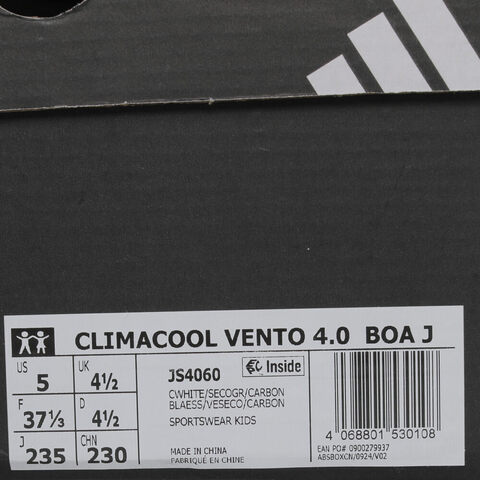 CLIMACOOL VENTO 4.0 BOA J
US 5 UK 4½
F 37⅓ D 4½
J 235 CHN 230
JS4060
CWHITE/SECOGR/CARBON
BLAESS/VESECO/CARBON
SPORTSWEAR KIDS
MADE IN CHINA
FABRIQUÉ EN CHINE
Inside
4 068801 530108
EAN PO# 0900279937
ABSBOXCN/0924/V02